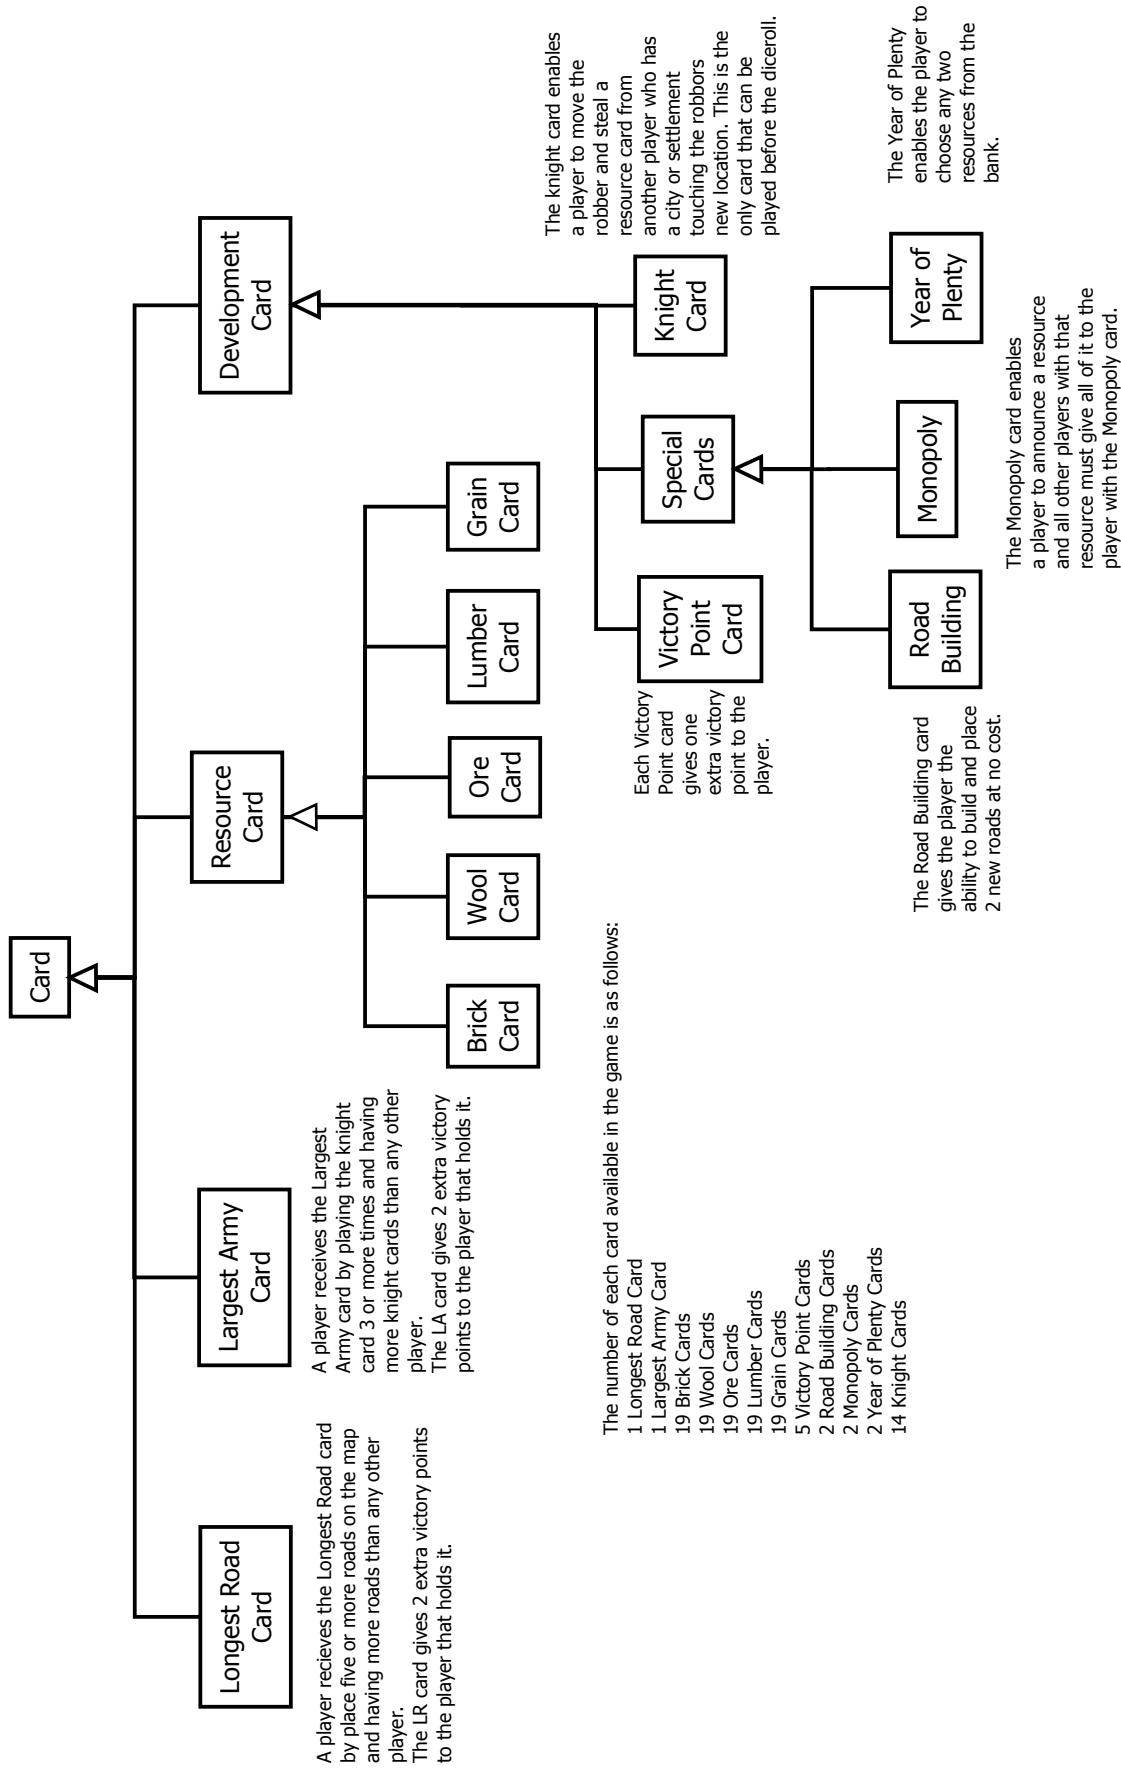 Card
Longest Road
Card
Largest Army
Card
Resource
Card
Development
Card
A player recieves the Longest Road card
by place five or more roads on the map
and having more roads than any other
player.
The LR card gives 2 extra victory points
to the player that holds it.
A player receives the Largest
Army card by playing the knight
card 3 or more times and having
more knight cards than any other
player.
The LA card gives 2 extra victory
points to the player that holds it.
Brick
Card
Wool
Card
Ore
Card
Lumber
Card
Grain
Card
The knight card enables
a player to move the
robber and steal a
resource card from
another player who has
a city or settlement
touching the robbors
new location. This is the
only card that can be
played before the diceroll.
The number of each card available in the game is as follows:
1 Longest Road Card
1 Largest Army Card
19 Brick Cards
19 Wool Cards
19 Ore Cards
19 Lumber Cards
19 Grain Cards
5 Victory Point Cards
2 Road Building Cards
2 Monopoly Cards
2 Year of Plenty Cards
14 Knight Cards
Each Victory
Point card
gives one
extra victory
point to the
player.
Victory
Point
Card
Special
Cards
Knight
Card
The Road Building card
gives the player the
ability to build and place
2 new roads at no cost.
Road
Building
Monopoly
Year of
Plenty
The Year of Plenty
enables the player to
choose any two
resources from the
bank.
The Monopoly card enables
a player to announce a resource
and all other players with that
resource must give all of it to the
player with the Monopoly card.